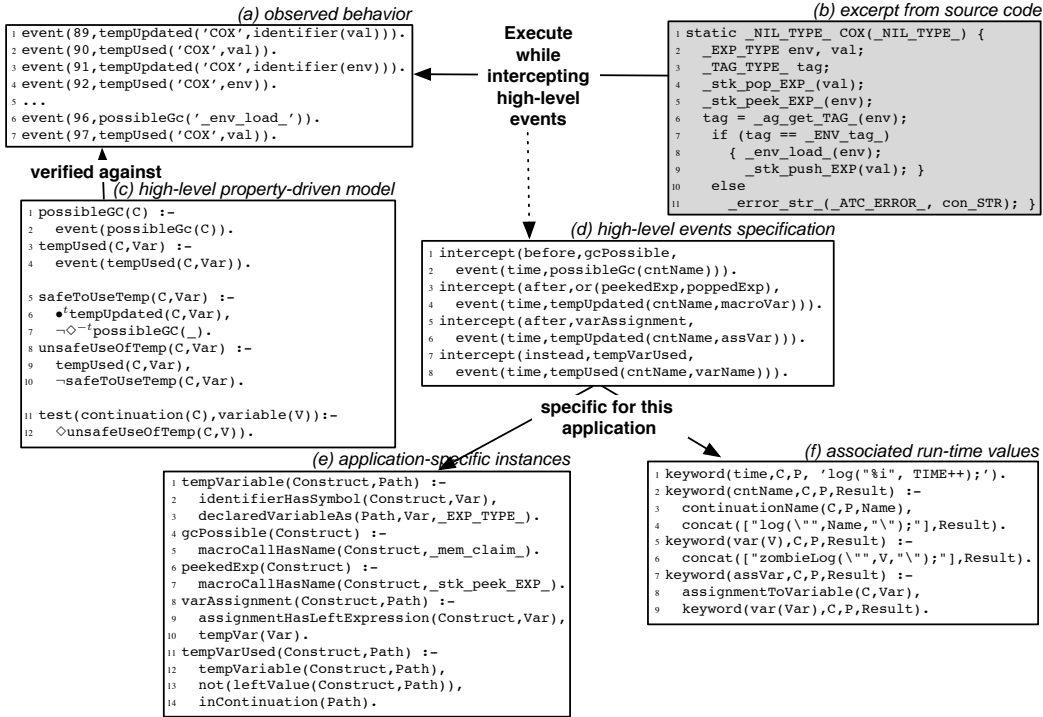 (a) observed behavior
1 event(89,tempUpdated('COX',identifier(val))).
2 event(90,tempUsed('COX',val)).
3 event(91,tempUpdated('COX',identifier(env))).
4 event(92,tempUsed('COX',env)).
5 ...
6 event(96,possibleGc('_env_load_')).
7 event(97,tempUsed('COX',val)).
Execute
while
intercepting
high-level
events
(b) excerpt from source code
1 static _NIL_TYPE_ COX(_NIL_TYPE_) {
2 _EXP_TYPE env, val;
3 _TAG_TYPE_ tag;
4 _stk_pop_EXP_(val);
5 _stk_peek_EXP_(env);
6 tag = _ag_get_TAG_(env);
7 if (tag == _ENV_tag_)
8 { _env_load_(env);
9 _stk_push_EXP(val); }
10 else
11 _error_str_(_ATC_ERROR_, con_STR); }
verified against
(c) high-level property-driven model
1 possibleGC(C) :-
2 event(possibleGc(C)).
3 tempUsed(C,Var) :-
4 event(tempUsed(C,Var)).
5 safeToUseTemp(C,Var) :-
6 ●ᵗtempUpdated(C,Var),
7 ¬◇⁻ᵗpossibleGC(_).
8 unsafeUseOfTemp(C,Var) :-
9 tempUsed(C,Var),
10 ¬safeToUseTemp(C,Var).
11 test(continuation(C),variable(V)):-
12 ◇unsafeUseOfTemp(C,V)).
(d) high-level events specification
1 intercept(before,gcPossible,
2 event(time,possibleGc(cntName))).
3 intercept(after,or(peekedExp,poppedExp),
4 event(time,tempUpdated(cntName,macroVar))).
5 intercept(after,varAssignment,
6 event(time,tempUpdated(cntName,assVar))).
7 intercept(instead,tempVarUsed,
8 event(time,tempUsed(cntName,varName))).
specific for this
application
(e) application-specific instances
1 tempVariable(Construct,Path) :-
2 identifierHasSymbol(Construct,Var),
3 declaredVariableAs(Path,Var,_EXP_TYPE_).
4 gcPossible(Construct) :-
5 macroCallHasName(Construct,_mem_claim_).
6 peekedExp(Construct) :-
7 macroCallHasName(Construct,_stk_peek_EXP_).
8 varAssignment(Construct,Path) :-
9 assignmentHasLeftExpression(Construct,Var),
10 tempVar(Var).
11 tempVarUsed(Construct,Path) :-
12 tempVariable(Construct,Path),
13 not(leftValue(Construct,Path)),
14 inContinuation(Path).
(f) associated run-time values
1 keyword(time,C,P, 'log("%i", TIME++);').
2 keyword(cntName,C,P,Result) :-
3 continuationName(C,P,Name),
4 concat(["log(\"",Name,"\");"],Result).
5 keyword(var(V),C,P,Result) :-
6 concat(["zombieLog(\"",V,"\");"],Result).
7 keyword(assVar,C,P,Result) :-
8 assignmentToVariable(C,Var),
9 keyword(var(Var),C,P,Result).